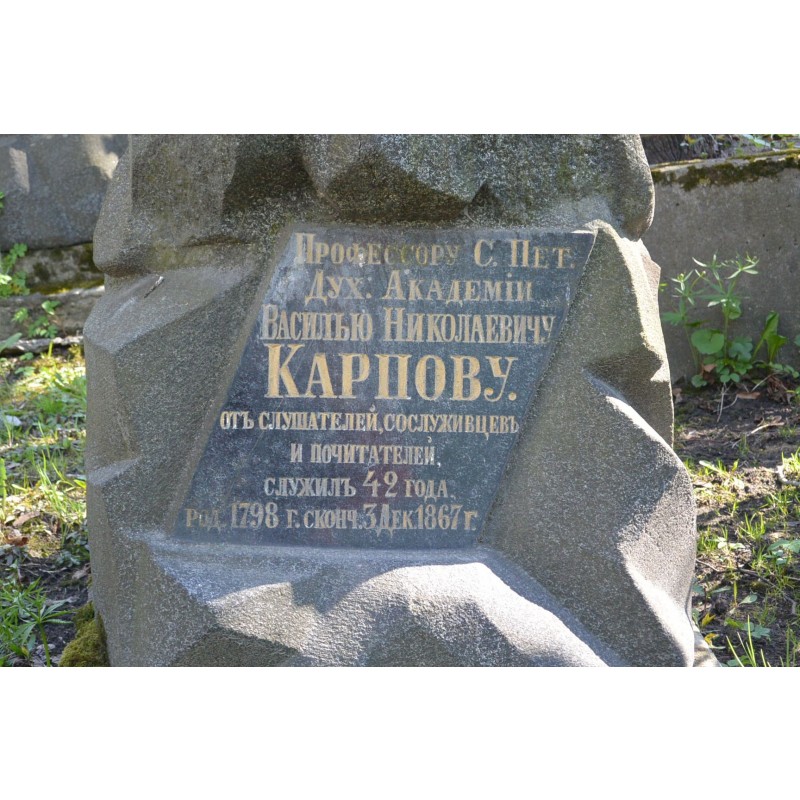 Профессору С. Пет.
Дух. Академіи
Василью Николаевичу
Карпову.
отъ слушателей, сослуживцевъ
и почитателей.
служилъ 42 года.
Род. 1798 г. сконч. 3 Дек. 1867 г.